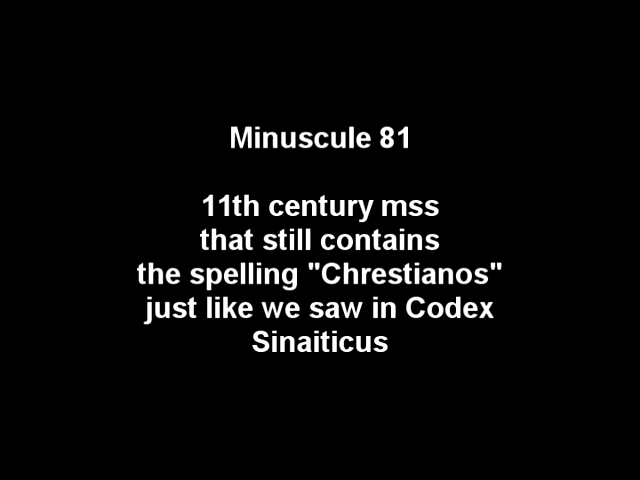 Minuscule 81
11th century mss
that still contains
the spelling "Chrestianos"
just like we saw in Codex
Sinaiticus